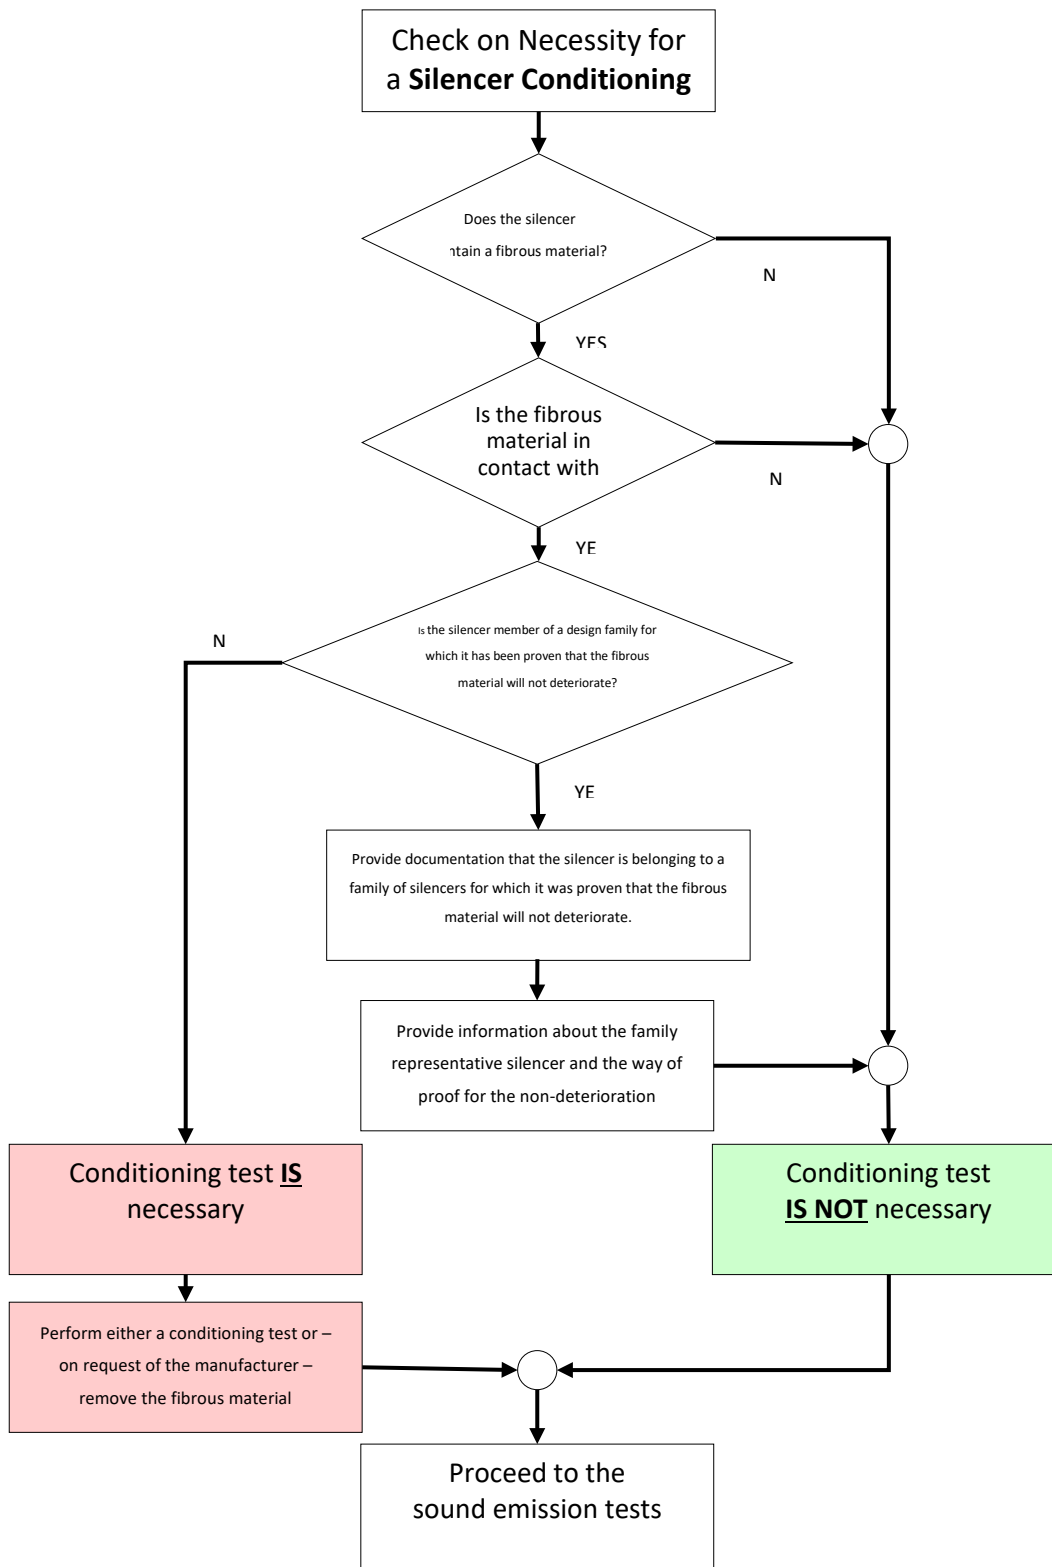 Check on Necessity for
a Silencer Conditioning
Does the silencer
ntain a fibrous material?
N
YES
Is the fibrous
material in
contact with
N
YE
Is the silencer member of a design family for
which it has been proven that the fibrous
material will not deteriorate?
N
YE
Provide documentation that the silencer is belonging to a
family of silencers for which it was proven that the fibrous
material will not deteriorate.
Provide information about the family
representative silencer and the way of
proof for the non-deterioration
Conditioning test IS
necessary
Conditioning test
IS NOT necessary
Perform either a conditioning test or –
on request of the manufacturer –
remove the fibrous material
Proceed to the
sound emission tests